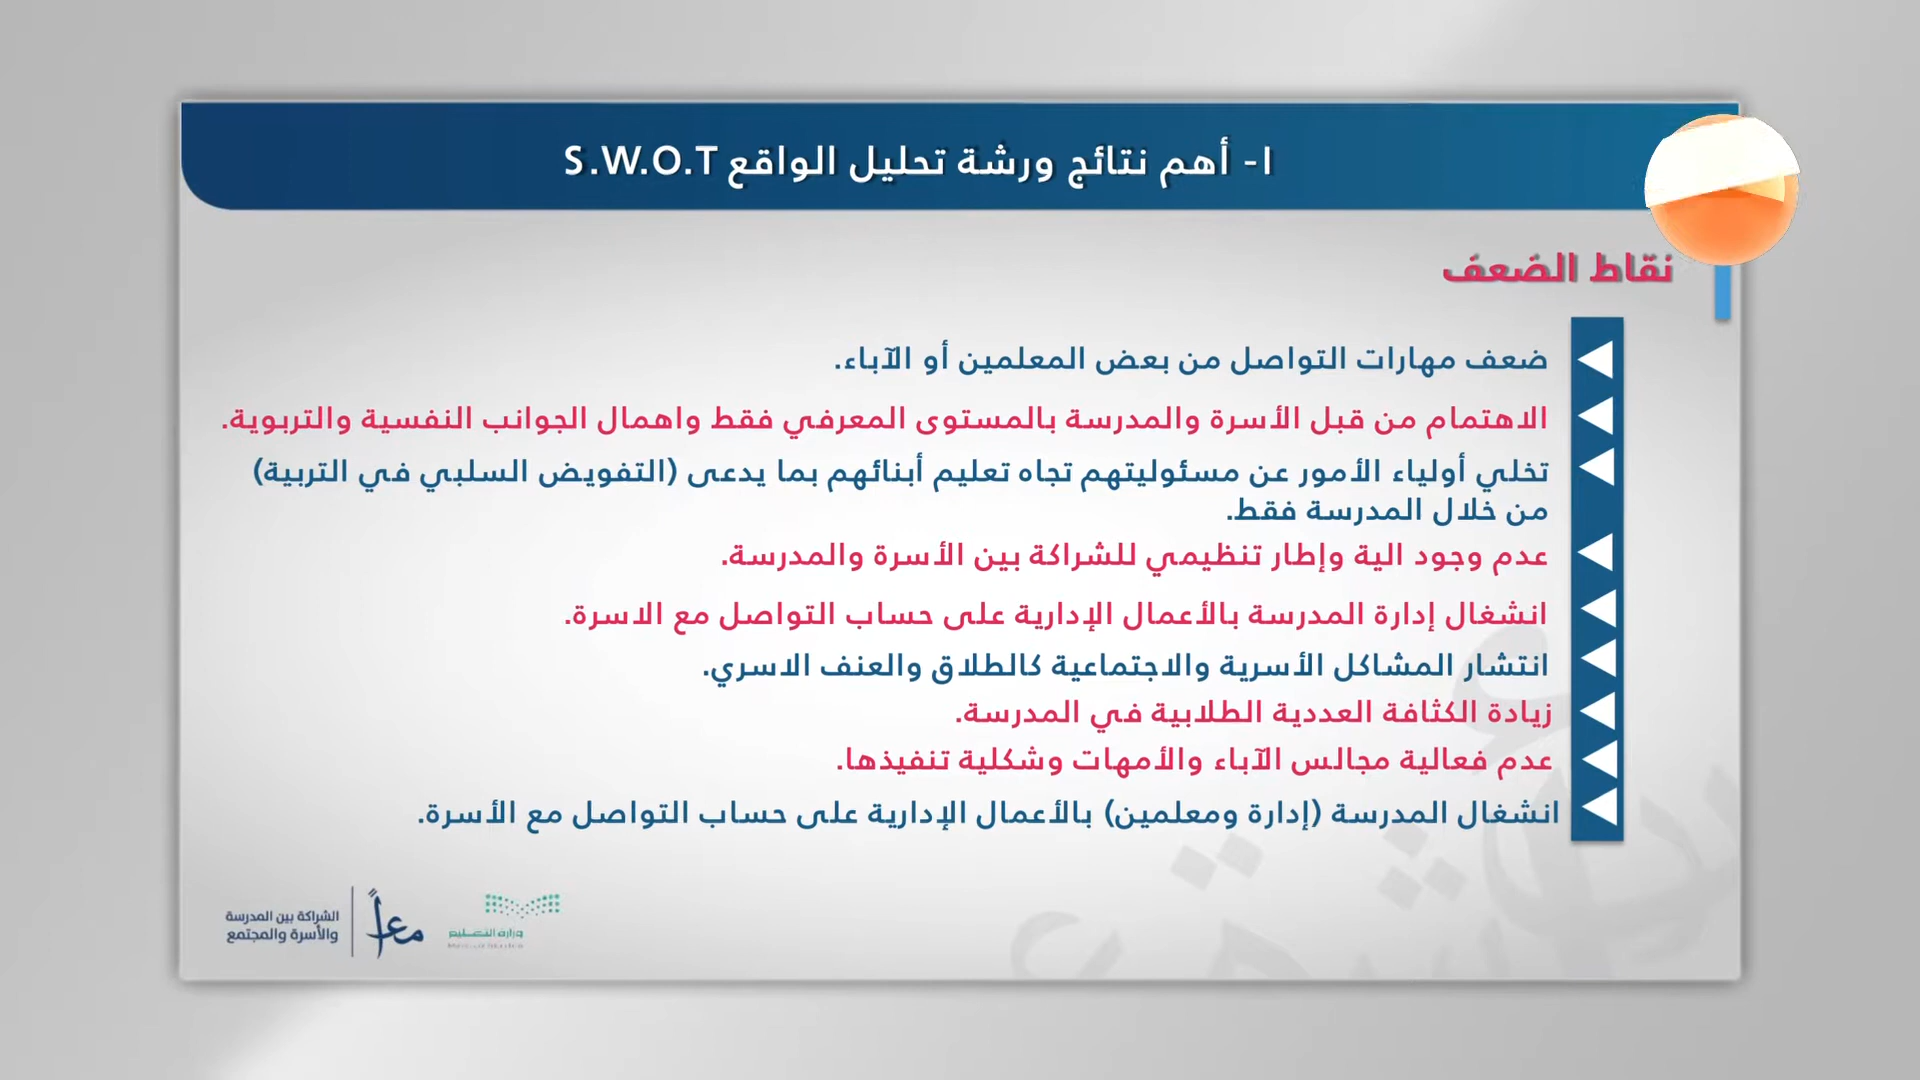 ١- أهم نتائج ورشة تحليل الواقع S.W.O.T
نقاط الضعف
ضعف مهارات التواصل من بعض المعلمين أو الآباء.
الاهتمام من قبل الأسرة والمدرسة بالمستوى المعرفي فقط واهمال الجوانب النفسية والتربوية.
تخلي أولياء الأمور عن مسئوليتهم تجاه تعليم أبنائهم بما يدعى (التفويض السلبي في التربية)
من خلال المدرسة فقط.
عدم وجود الية وإطار تنظيمي للشراكة بين الأسرة والمدرسة.
انشغال إدارة المدرسة بالأعمال الإدارية على حساب التواصل مع الاسرة.
انتشار المشاكل الأسرية والاجتماعية كالطلاق والعنف الاسري.
زيادة الكثافة العددية الطلابية في المدرسة.
عدم فعالية مجالس الآباء والأمهات وشكلية تنفيذها.
انشغال المدرسة (إدارة ومعلمين) بالأعمال الإدارية على حساب التواصل مع الأسرة.
وزارة التعليم
معاً
الشراكة بين المدرسة
والأسرة والمجتمع